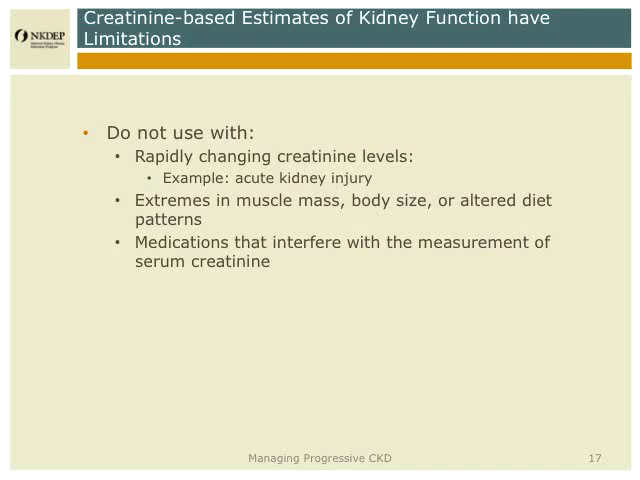 Creatinine-based Estimates of Kidney Function have
Limitations
NKDEP
• Do not use with:
• Rapidly changing creatinine levels:
• Example: acute kidney injury
• Extremes in muscle mass, body size, or altered diet
patterns
• Medications that interfere with the measurement of
serum creatinine
Managing Progressive CKD
17